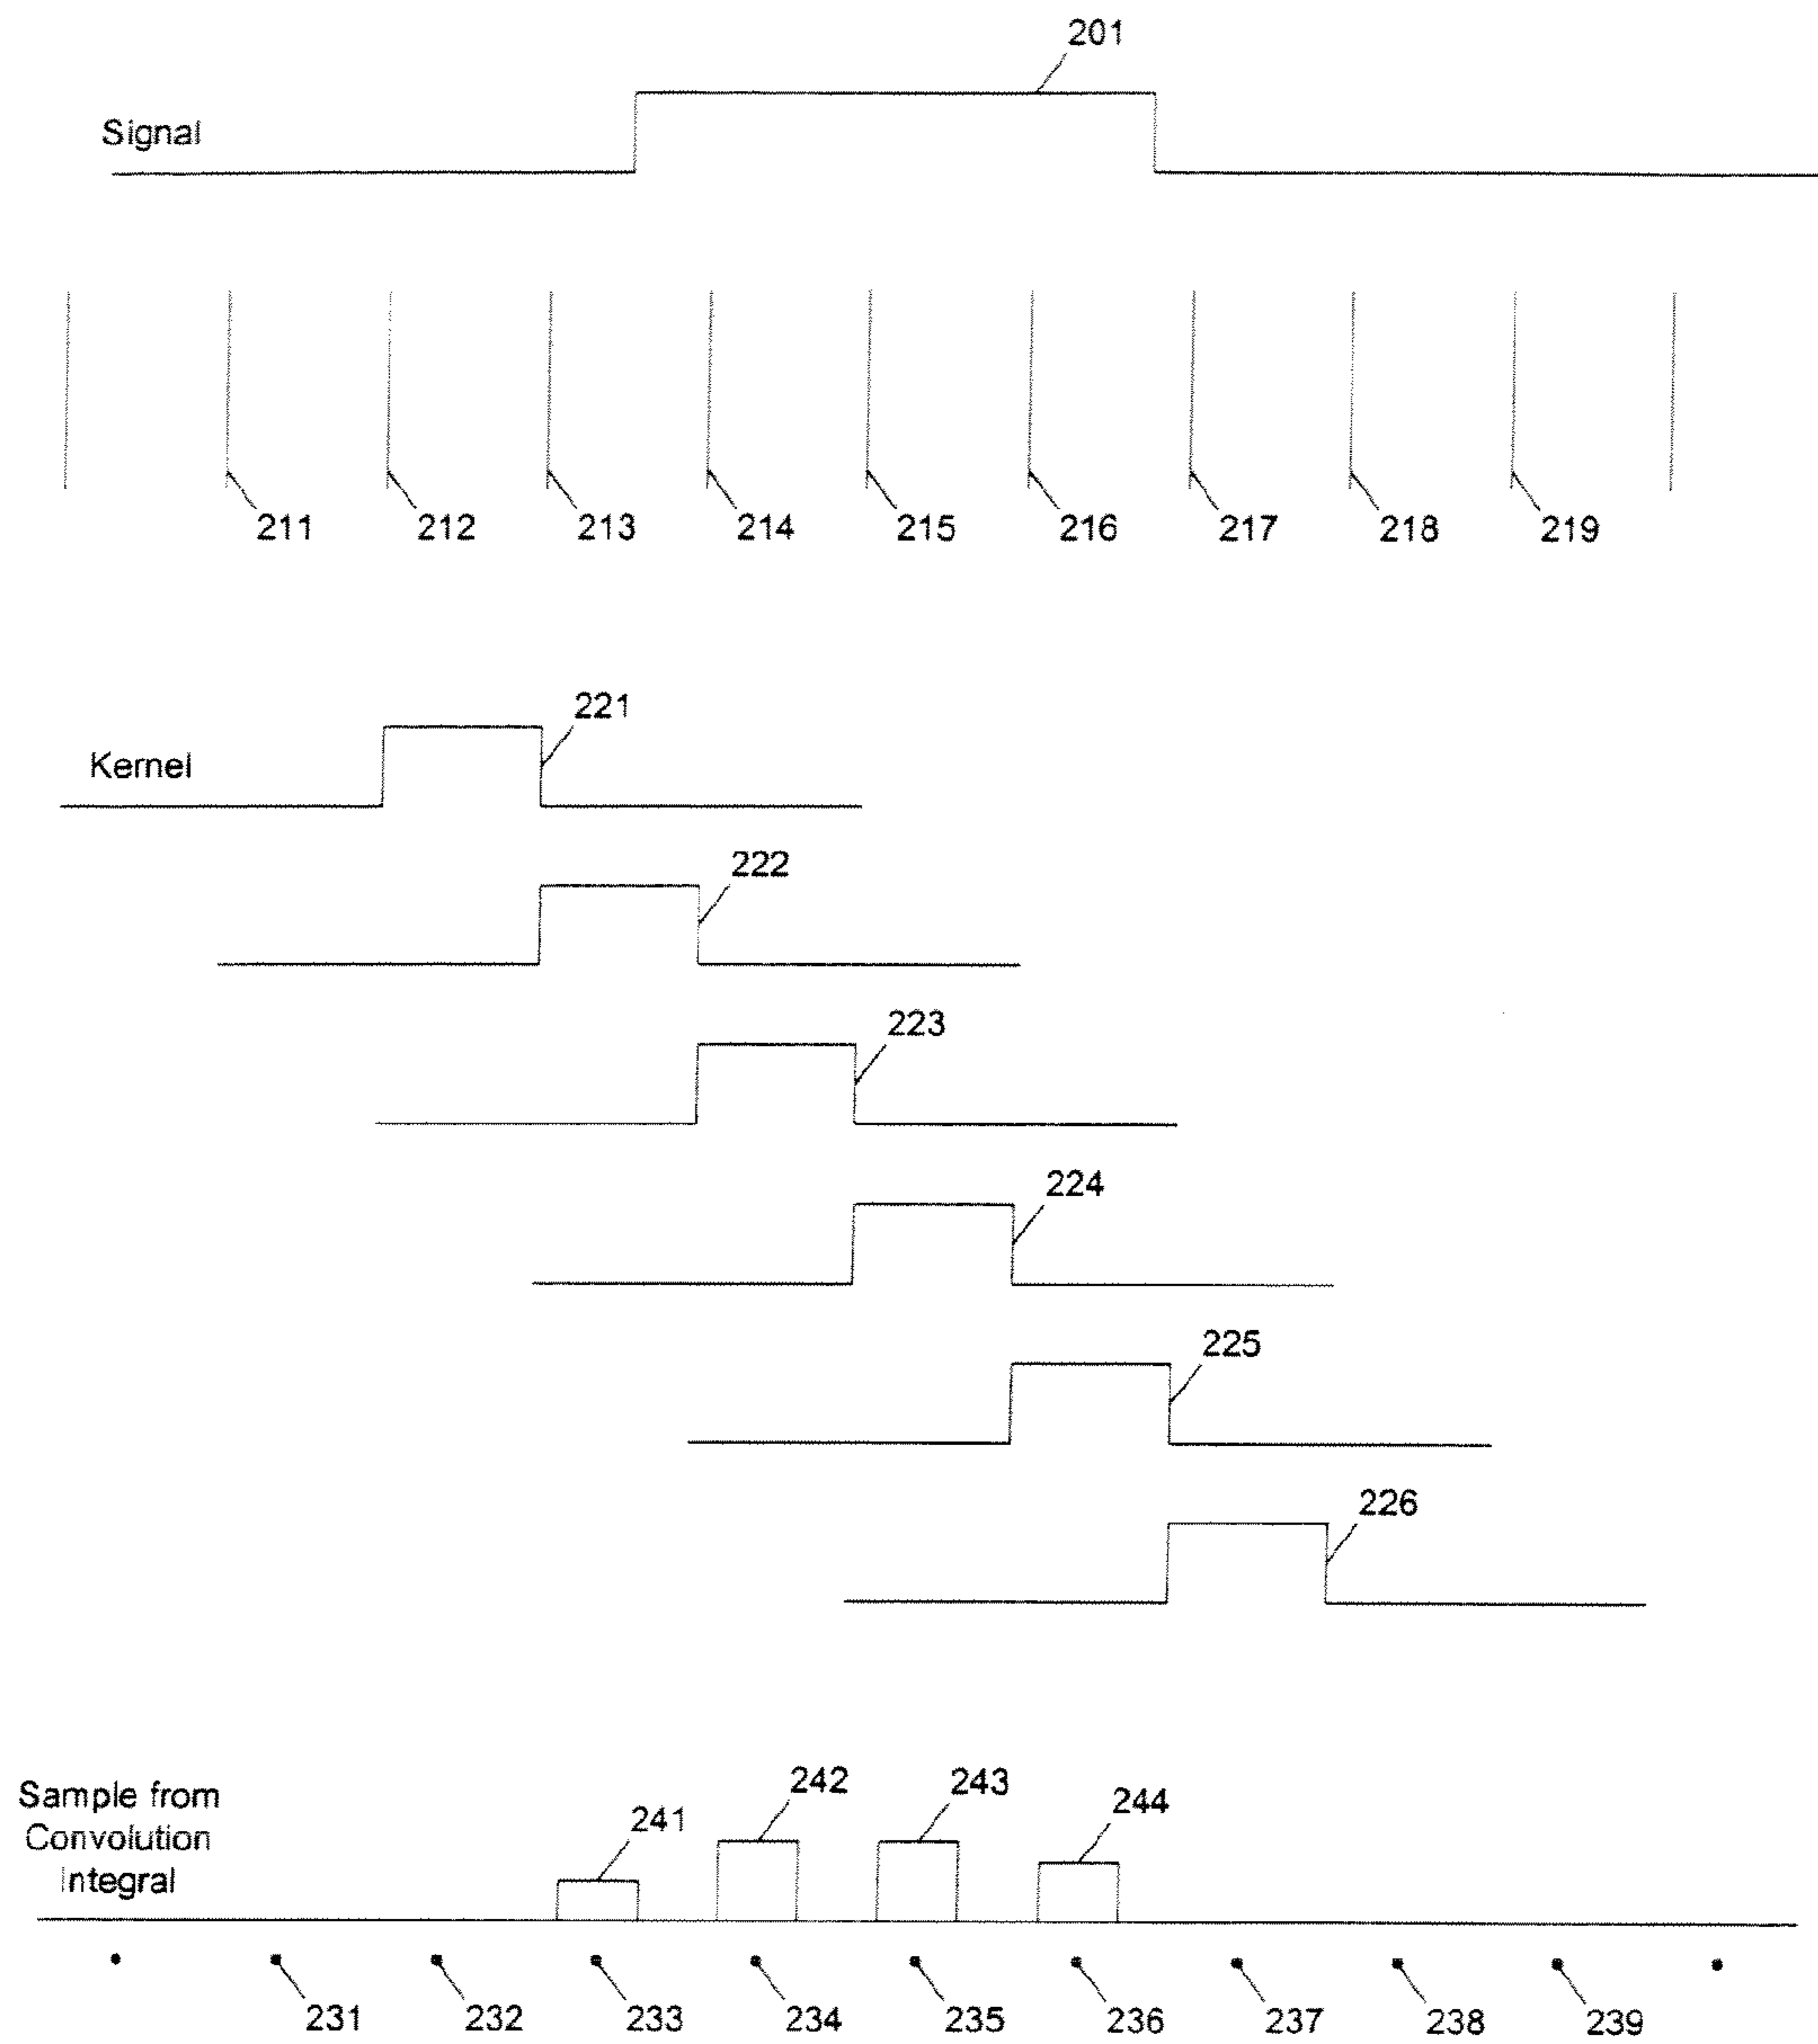 201
Signal
211 212 213 214 215 216 217 218 219
221
Kernel
222
223
224
225
226
Sample from
Convolution
Integral
241 242 243 244
231 232 233 234 235 236 237 238 239